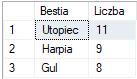 Bestia Liczba
1 Utopiec 11
2 Harpia 9
3 Gul 8